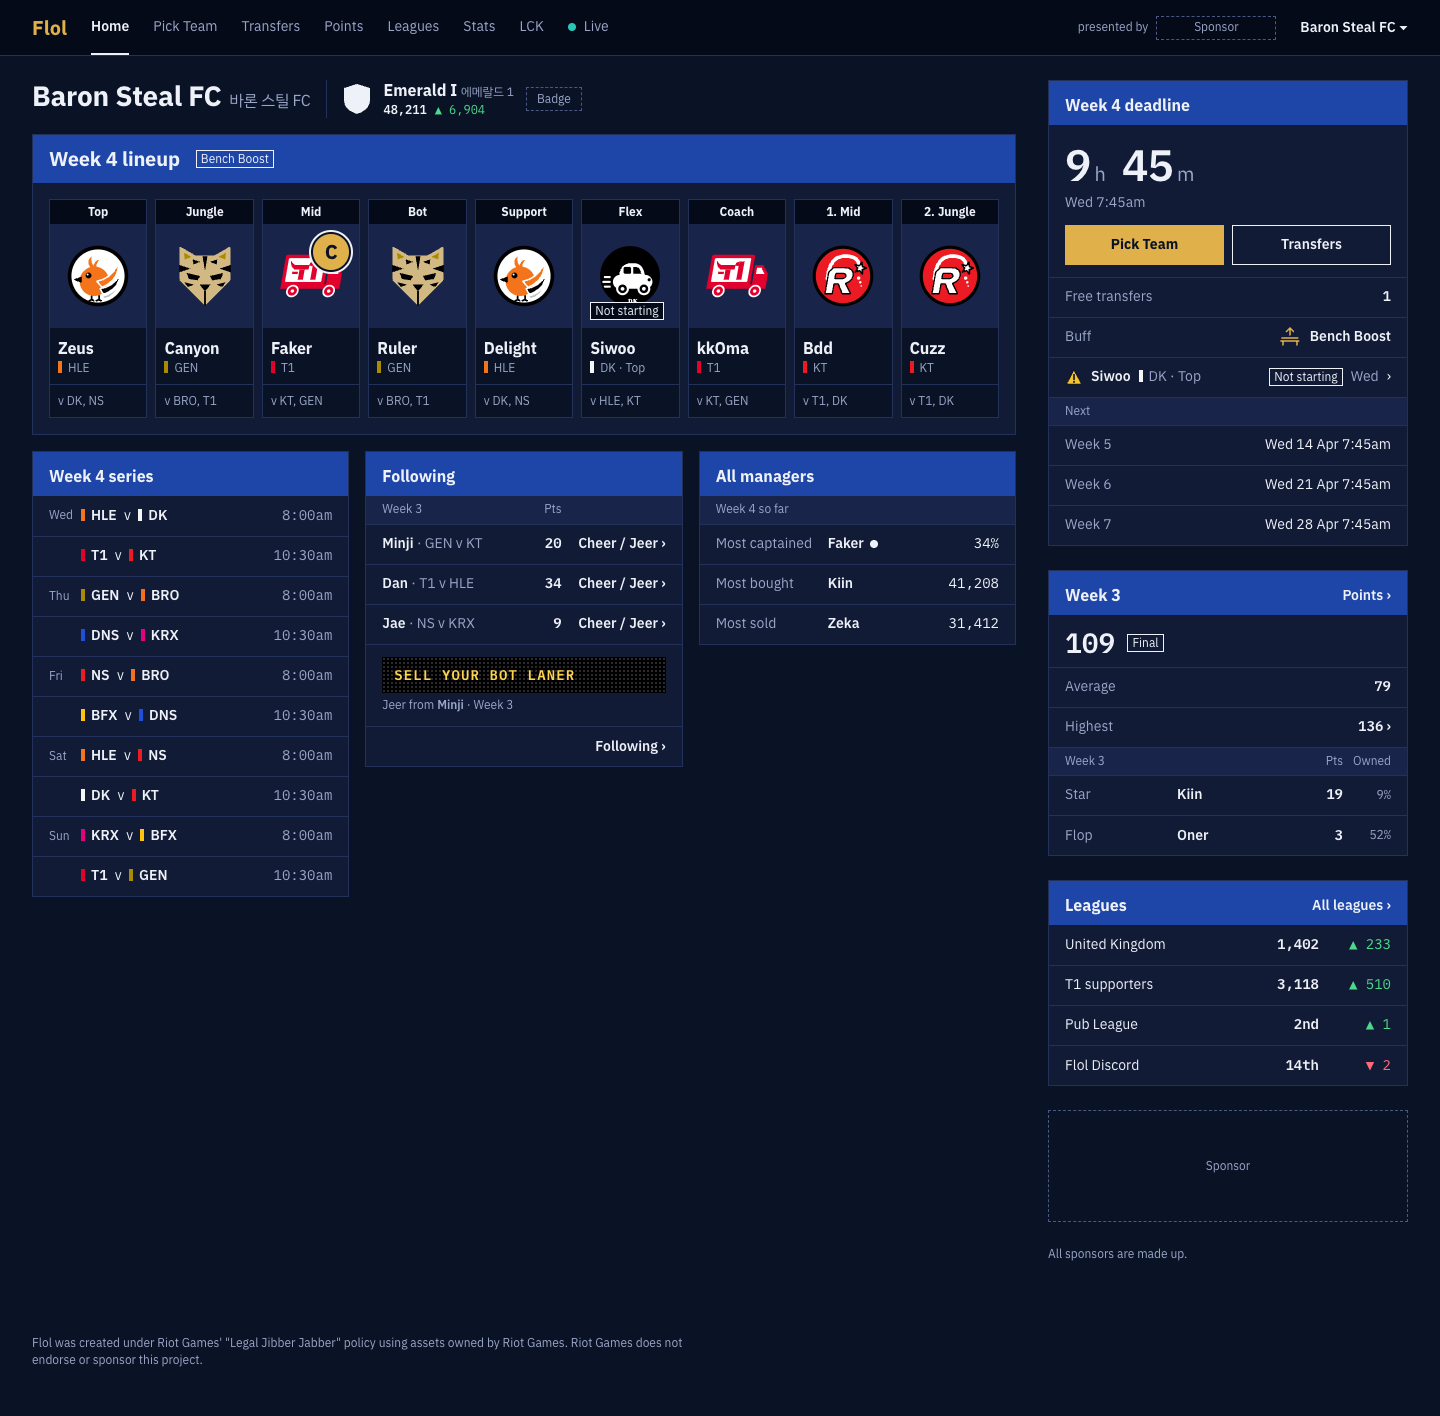 Flol Home Pick Team Transfers Points Leagues Stats LCK Live presented by Sponsor Baron Steal FC
Baron Steal FC 바론 스틸 FC
Emerald I 에메랄드 1
48,211 ▲ 6,904
Badge
Week 4 lineup Bench Boost
Top Jungle Mid Bot Support Flex Coach 1. Mid 2. Jungle
T1 C DK T1 R R
Not starting
Zeus Canyon Faker Ruler Delight Siwoo kkOma Bdd Cuzz
HLE GEN T1 GEN HLE DK · Top T1 KT KT
v DK, NS v BRO, T1 v KT, GEN v BRO, T1 v DK, NS v HLE, KT v KT, GEN v T1, DK v T1, DK
Week 4 series
Wed HLE v DK 8:00am
T1 v KT 10:30am
Thu GEN v BRO 8:00am
DNS v KRX 10:30am
Fri NS v BRO 8:00am
BFX v DNS 10:30am
Sat HLE v NS 8:00am
DK v KT 10:30am
Sun KRX v BFX 8:00am
T1 v GEN 10:30am
Following
Week 3 Pts
Minji · GEN v KT 20 Cheer / Jeer ›
Dan · T1 v HLE 34 Cheer / Jeer ›
Jae · NS v KRX 9 Cheer / Jeer ›
SELL YOUR BOT LANER
Jeer from Minji · Week 3
Following ›
All managers
Week 4 so far
Most captained Faker 34%
Most bought Kiin 41,208
Most sold Zeka 31,412
Week 4 deadline
9 h 45 m
Wed 7:45am
Pick Team Transfers
Free transfers 1
Buff Bench Boost
Siwoo DK · Top Not starting Wed ›
Next
Week 5 Wed 14 Apr 7:45am
Week 6 Wed 21 Apr 7:45am
Week 7 Wed 28 Apr 7:45am
Week 3 Points ›
109 Final
Average 79
Highest 136 ›
Week 3 Pts Owned
Star Kiin 19 9%
Flop Oner 3 52%
Leagues All leagues ›
United Kingdom 1,402 ▲ 233
T1 supporters 3,118 ▲ 510
Pub League 2nd ▲ 1
Flol Discord 14th ▼ 2
Sponsor
All sponsors are made up.
Flol was created under Riot Games' "Legal Jibber Jabber" policy using assets owned by Riot Games. Riot Games does not
endorse or sponsor this project.